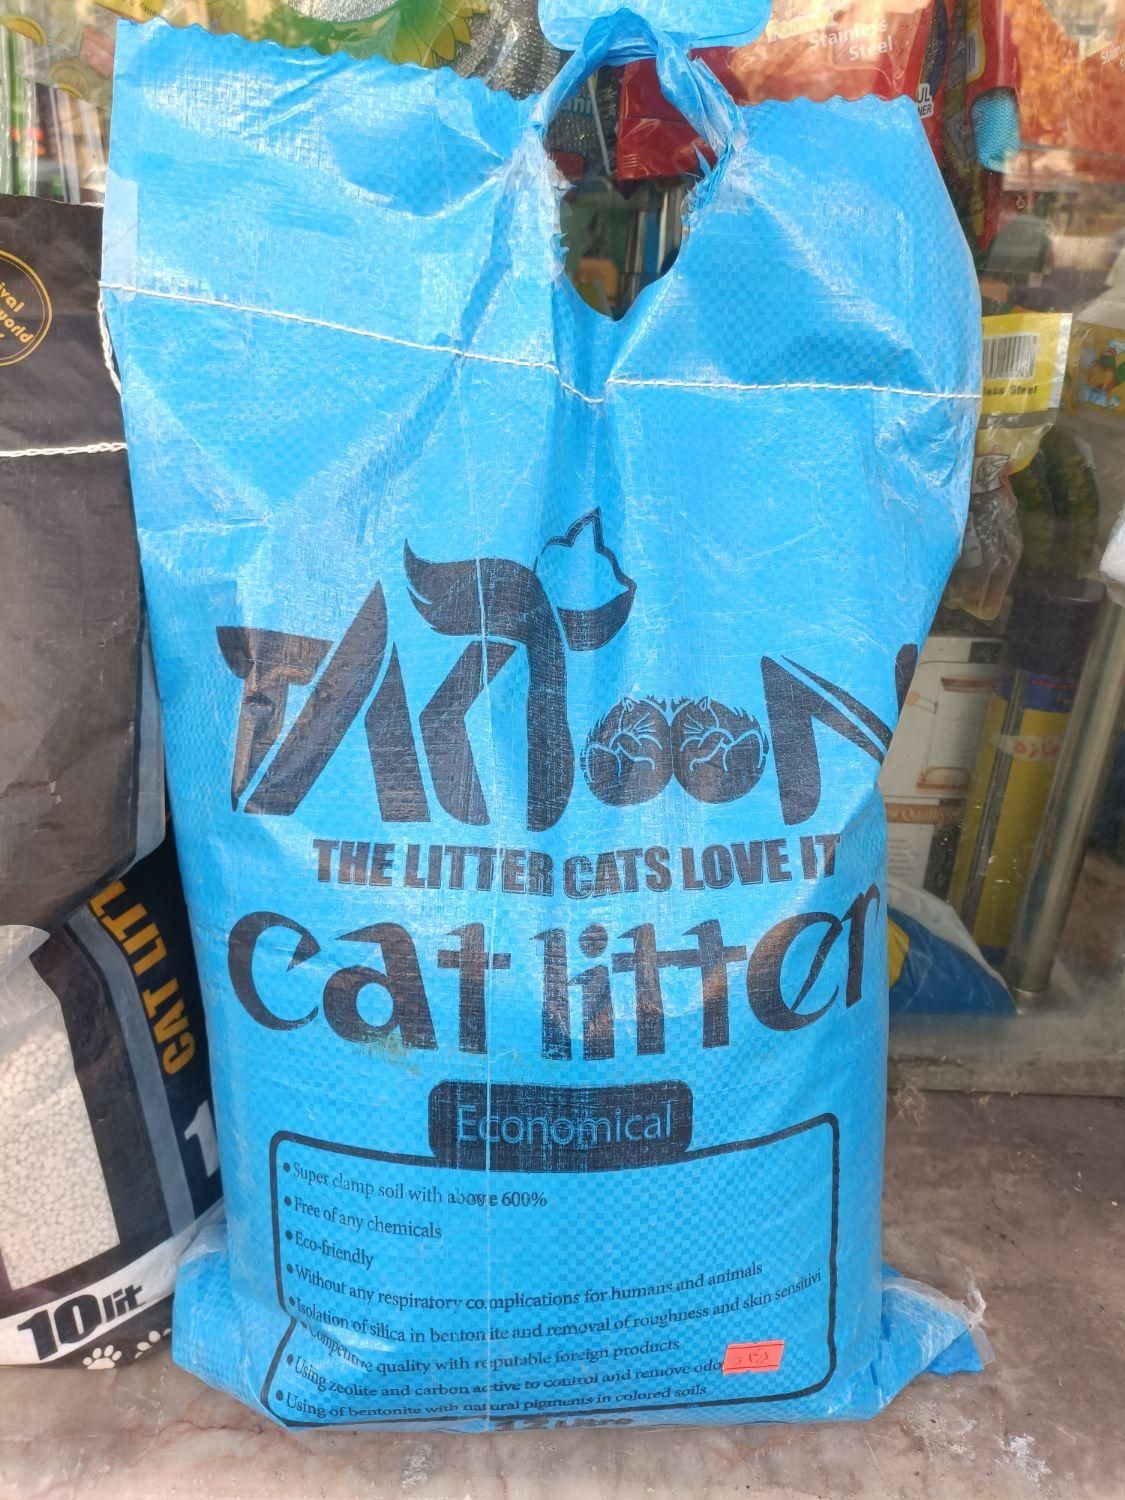 Stainless
Steel
CAT LITT
10lit
TAKTOON
THE LITTER CATS LOVE IT
cat litter
Economical
• Super clamp soil with above 600%
• Free of any chemicals
• Eco-friendly
• Without any respiratory complications for humans and animals
• Isolation of silica in bentonite and removal of roughness and skin sensitivi
• Competitive quality with reputable foreign products
• Using zeolite and carbon active to control and remove odo
• Using of bentonite with natural pigments in colored soils
12 Litre